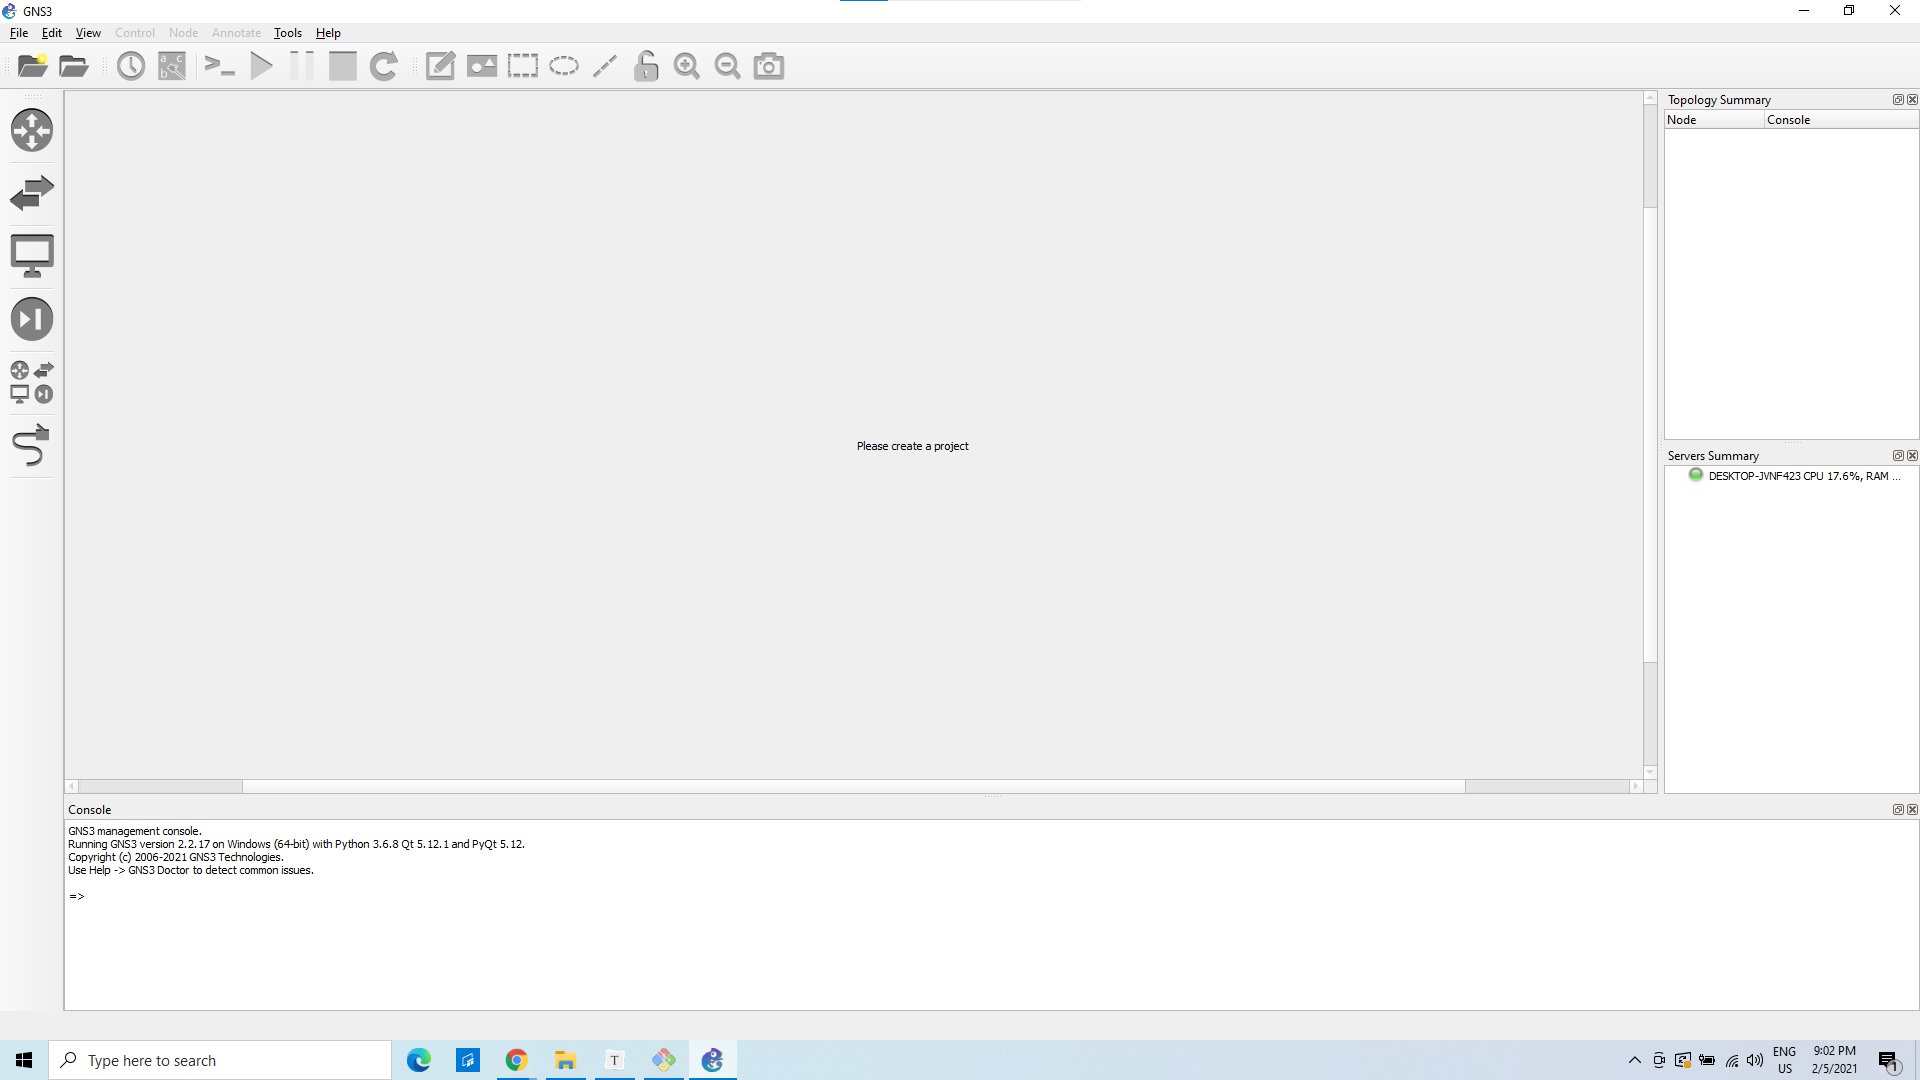 GNS3
File Edit View Control Node Annotate Tools Help
a c
b
Topology Summary
Node Console
Please create a project
Servers Summary
DESKTOP-JVNF423 CPU 17.6%, RAM ...
Console
GNS3 management console.
Running GNS3 version 2.2.17 on Windows (64-bit) with Python 3.6.8 Qt 5.12.1 and PyQt 5.12.
Copyright (c) 2006-2021 GNS3 Technologies.
Use Help -> GNS3 Doctor to detect common issues.
=>
Type here to search
T
ENG
US
9:02 PM
2/5/2021
1